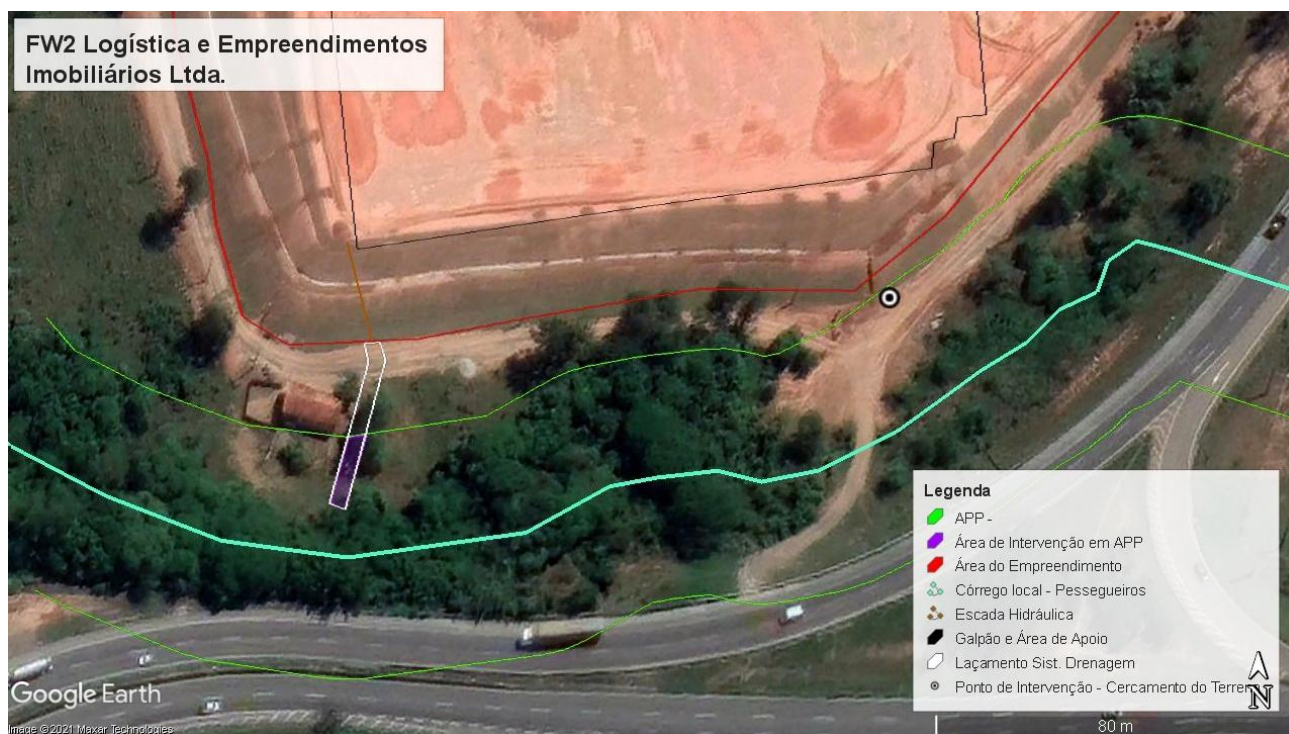 FW2 Logística e Empreendimentos
Imobiliários Ltda.
Legenda
APP -
Área de Intervenção em APP
Área do Empreendimento
Córrego local - Pessegueiros
Escada Hidráulica
Galpão e Área de Apoio
Laçamento Sist. Drenagem
Ponto de Intervenção - Cercamento do Terreno
N
Google Earth
Image © 2021 Maxar Technologies
80 m